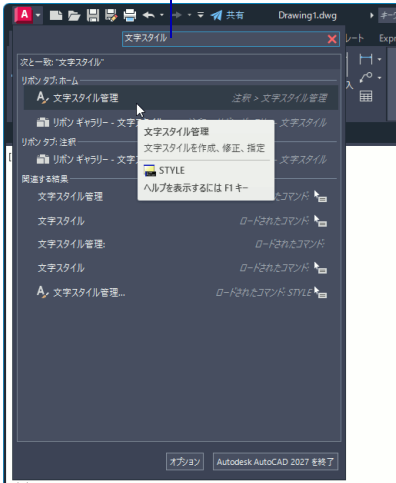 A 共有 Drawing1.dwg
文字スタイル
ート Expr
次と一致: "文字スタイル"
リボン タブ: ホーム
文字スタイル管理 注釈 > 文字スタイル管理
リボン ギャラリー - 文字スタイル 注釈 > 文字スタイル
入
文字スタイル管理
文字スタイルを作成、修正、指定
リボン タブ: 注釈
リボン ギャラリー - 文字 文字スタイル
STYLE
ヘルプを表示するには F1 キー
関連する結果
文字スタイル管理 たコマンド:
文字スタイル ロードされたコマンド:
文字スタイル管理: ロードされたコマンド:
文字スタイル ロードされたコマンド:
文字スタイル管理... ロードされたコマンド: STYLE
オプション Autodesk AutoCAD 2027 を終了